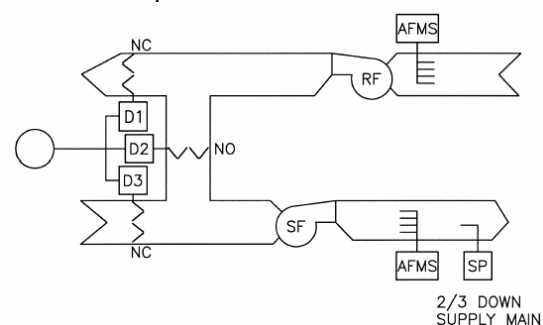 AFMS
NC
RF
D1
D2
NO
D3
SF
NC
AFMS
SP
2/3 DOWN
SUPPLY MAIN